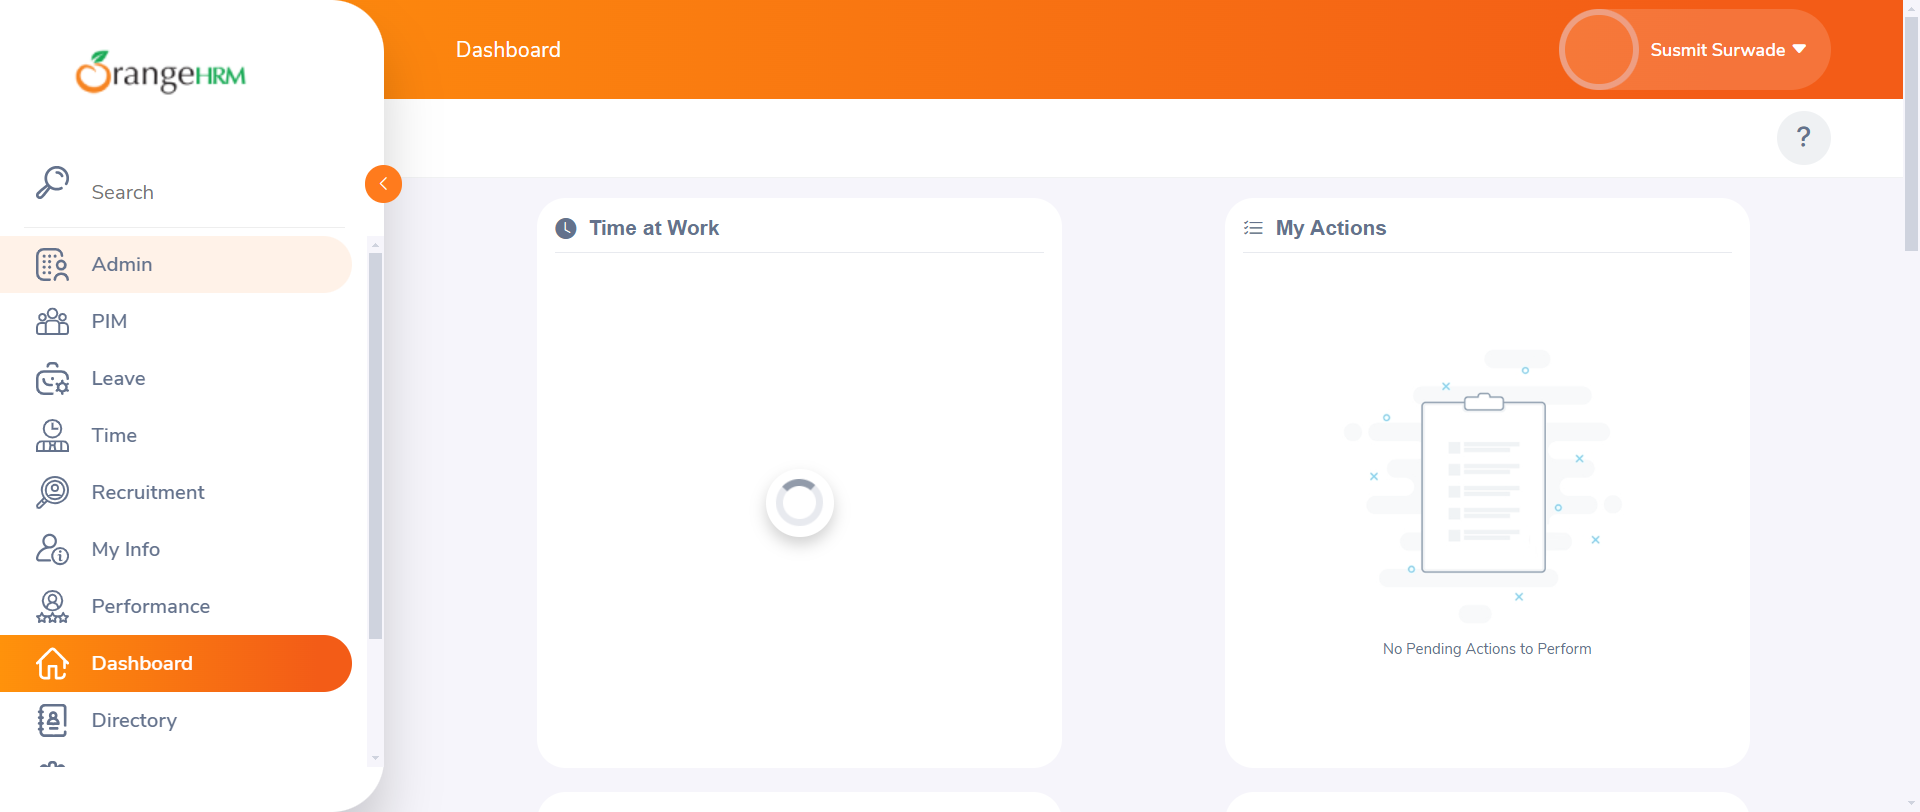 OrangeHRM
Dashboard
Susmit Surwade
?
Search
Admin
PIM
Leave
Time
Recruitment
My Info
Performance
Dashboard
Directory
Time at Work
My Actions
No Pending Actions to Perform